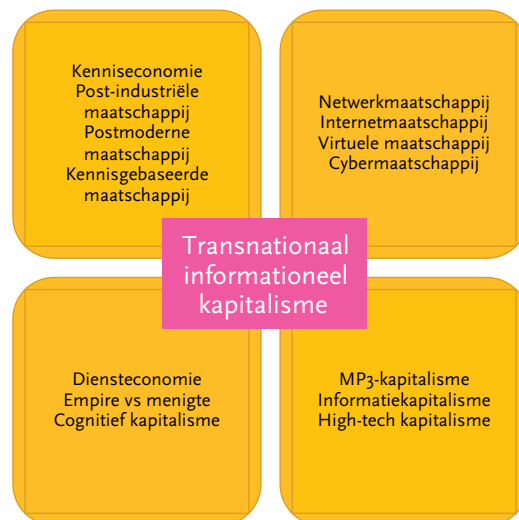 Kenniseconomie
Post-industriële
maatschappij
Postmoderne
maatschappij
Kennisgebaseerde
maatschappij
Netwerkmaatschappij
Internetmaatschappij
Virtuele maatschappij
Cybermaatschappij
Transnationaal
informationeel
kapitalisme
Diensteconomie
Empire vs menigte
Cognitief kapitalisme
MP3-kapitalisme
Informatiekapitalisme
High-tech kapitalisme